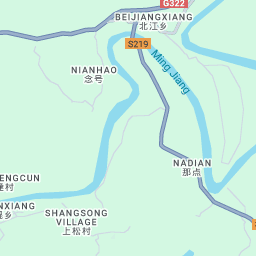 G322
BEIJIANGXIANG
北江乡
S219
Ming Jiang
NIANHAO
念号
NADIAN
那点
SHANGSONG
VILLAGE
上松村